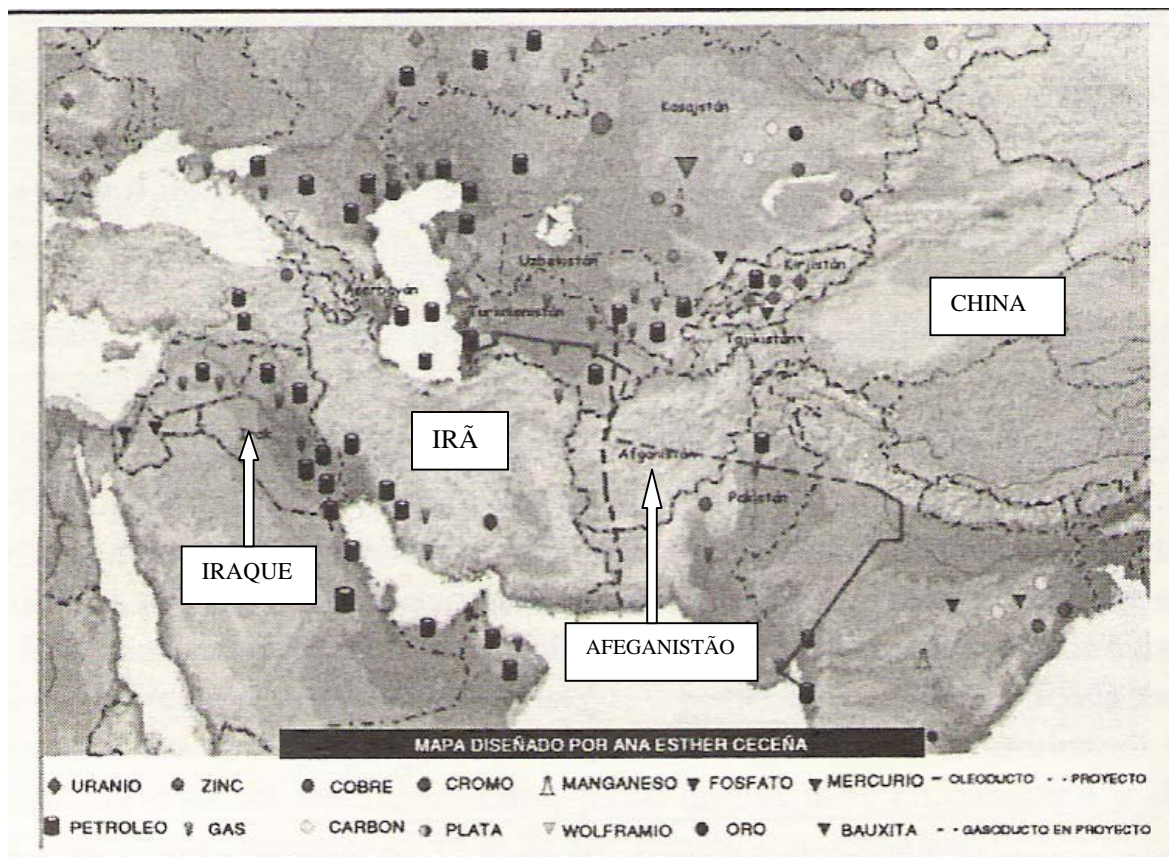 Kasajstán
Uzbekistán
Kirjistán
CHINA
Azerbayán
Turkmenistán
Tajikistán
IRÃ
Afganistán
Pakistán
IRAQUE
AFEGANISTÃO
MAPA DISEÑADO POR ANA ESTHER CECEÑA
URANIO ZINC COBRE CROMO MANGANESO FOSFATO MERCURIO OLEODUCTO PROYECTO
PETROLEO GAS CARBON PLATA WOLFRAMIO ORO BAUXITA GASODUCTO EN PROYECTO